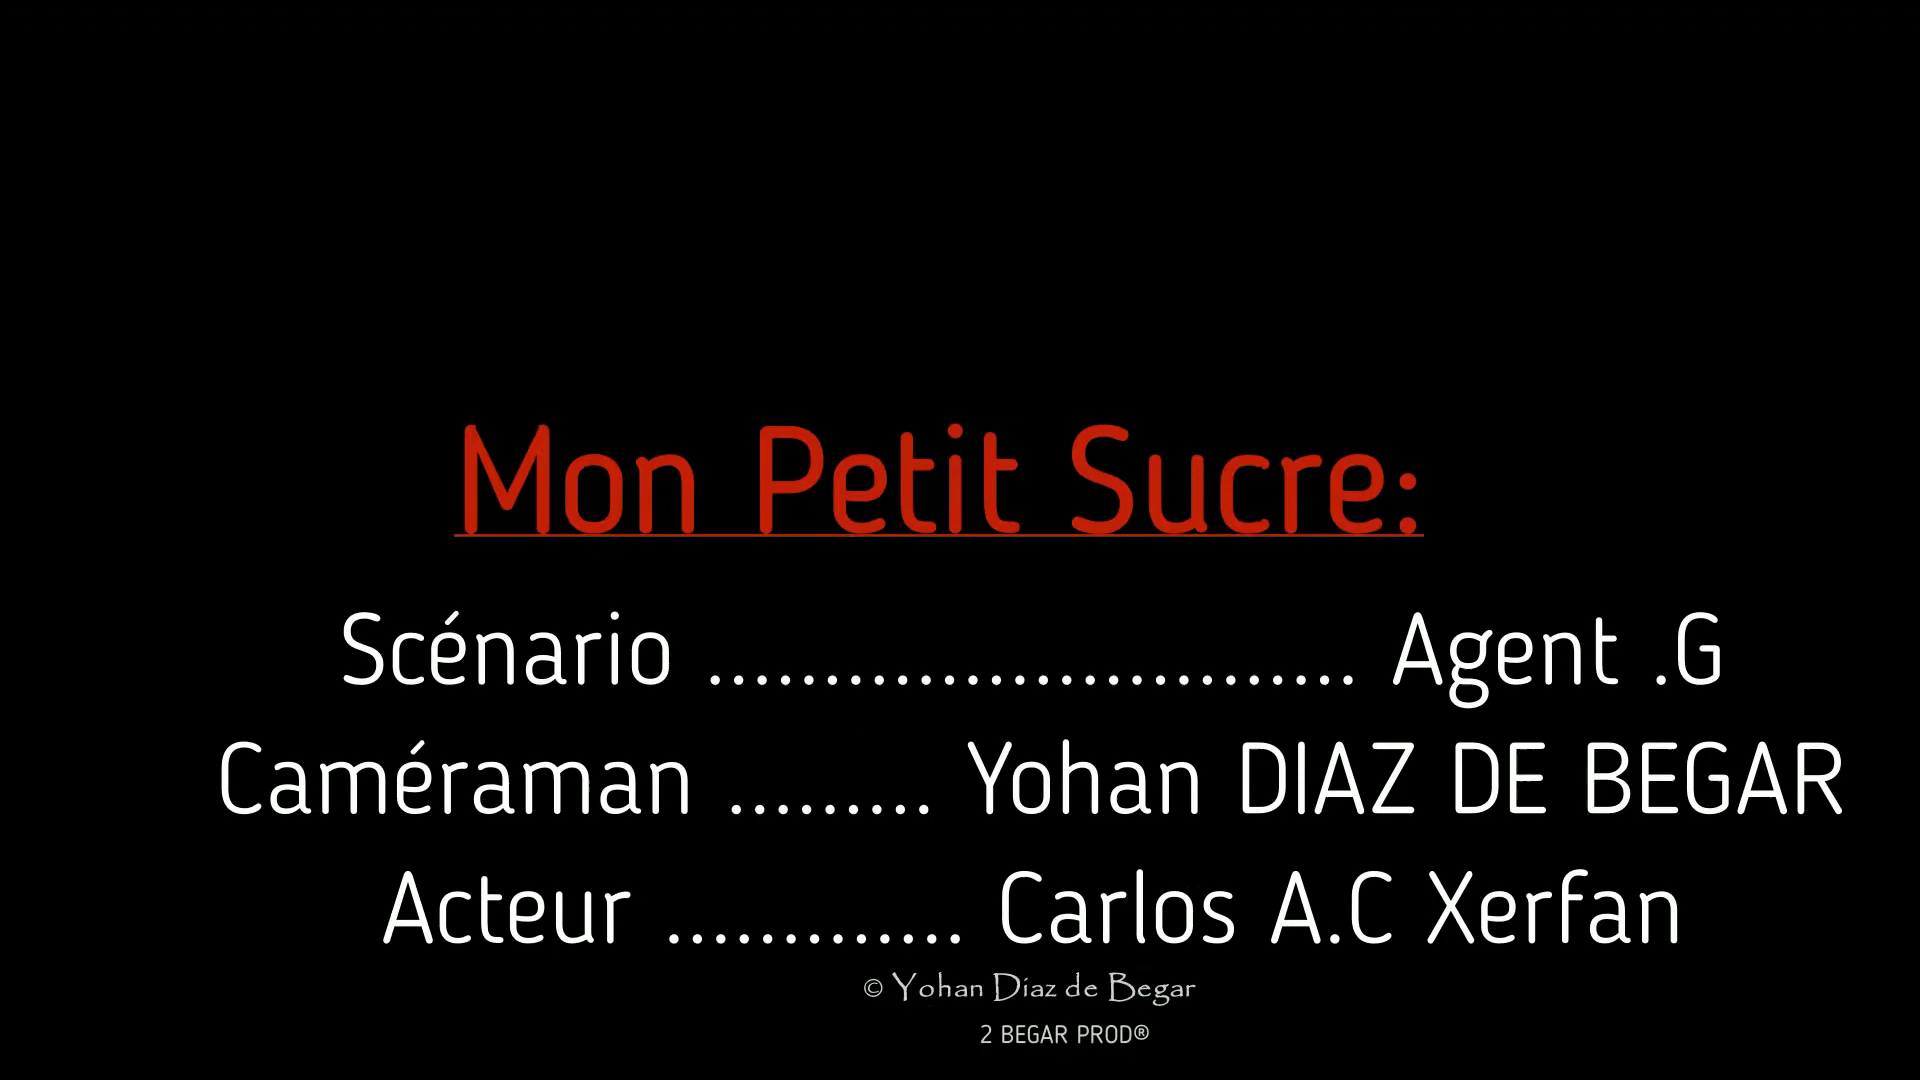 Mon Petit Sucre:
Scénario ............................ Agent .G
Caméraman ......... Yohan DIAZ DE BEGAR
Acteur ............. Carlos A.C Xerfan
© Yohan Diaz de Begar
2 BEGAR PROD®